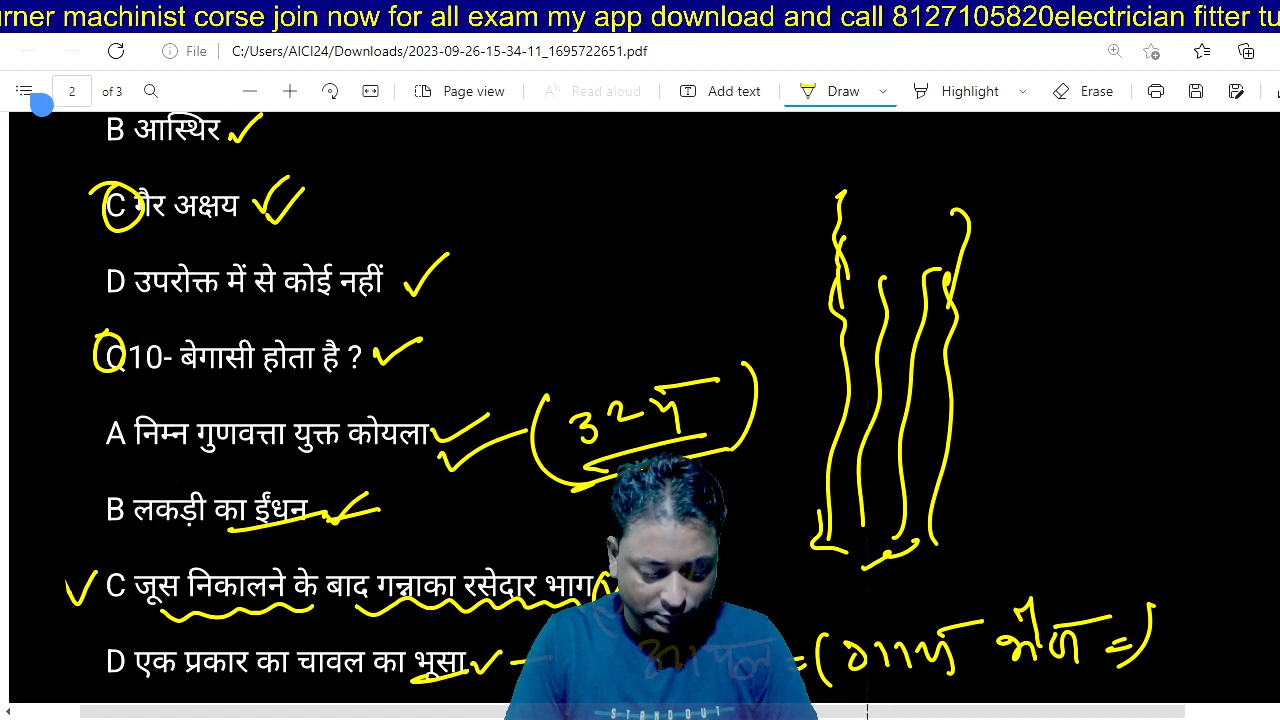 urner machinist corse join now for all exam my app download and call 8127105820electrician fitter tu
File C:/Users/AICI24/Downloads/2023-09-26-15-34-11_1695722651.pdf
2 of 3 Page view Read aloud Add text Draw Highlight Erase
B आस्थिर
C गैर अक्षय
D उपरोक्त में से कोई नहीं
Q10- बेगासी होता है ?
A निम्न गुणवत्ता युक्त कोयला
B लकड़ी का ईंधन
C जूस निकालने के बाद गन्नाका रसेदार भाग
D एक प्रकार का चावल का भूसा
STANDOUT